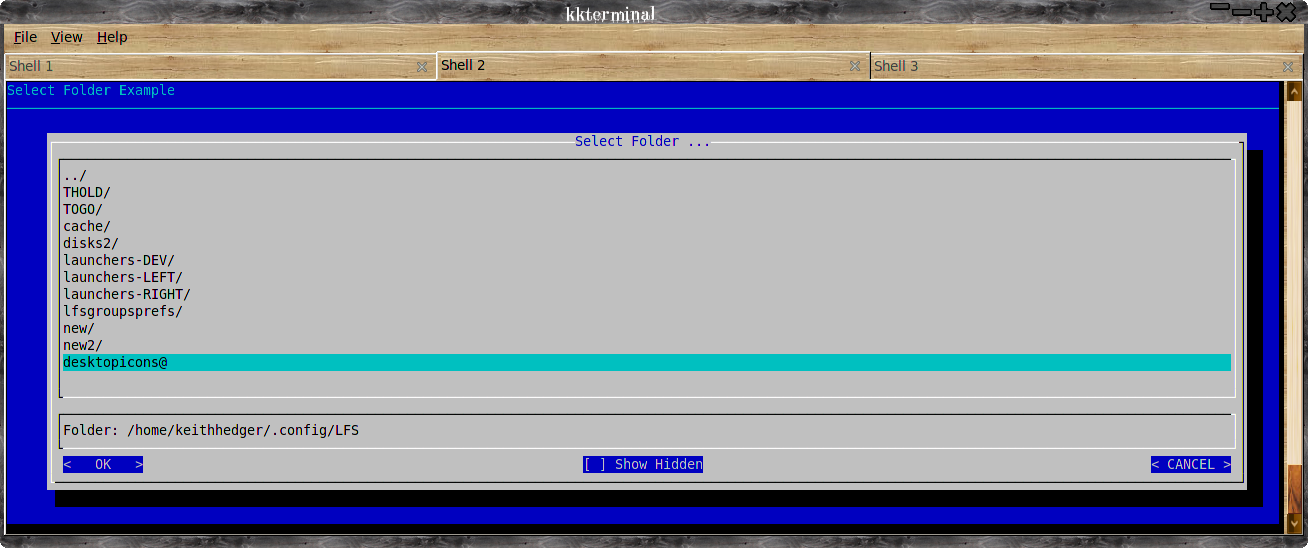 kkterminal
File View Help
Shell 1 Shell 2 Shell 3
Select Folder Example
Select Folder ...
../
THOLD/
TOGO/
cache/
disks2/
launchers-DEV/
launchers-LEFT/
launchers-RIGHT/
lfsgroupsprefs/
new/
new2/
desktopicons@
Folder: /home/keithhedger/.config/LFS
< OK > [ ] Show Hidden < CANCEL >